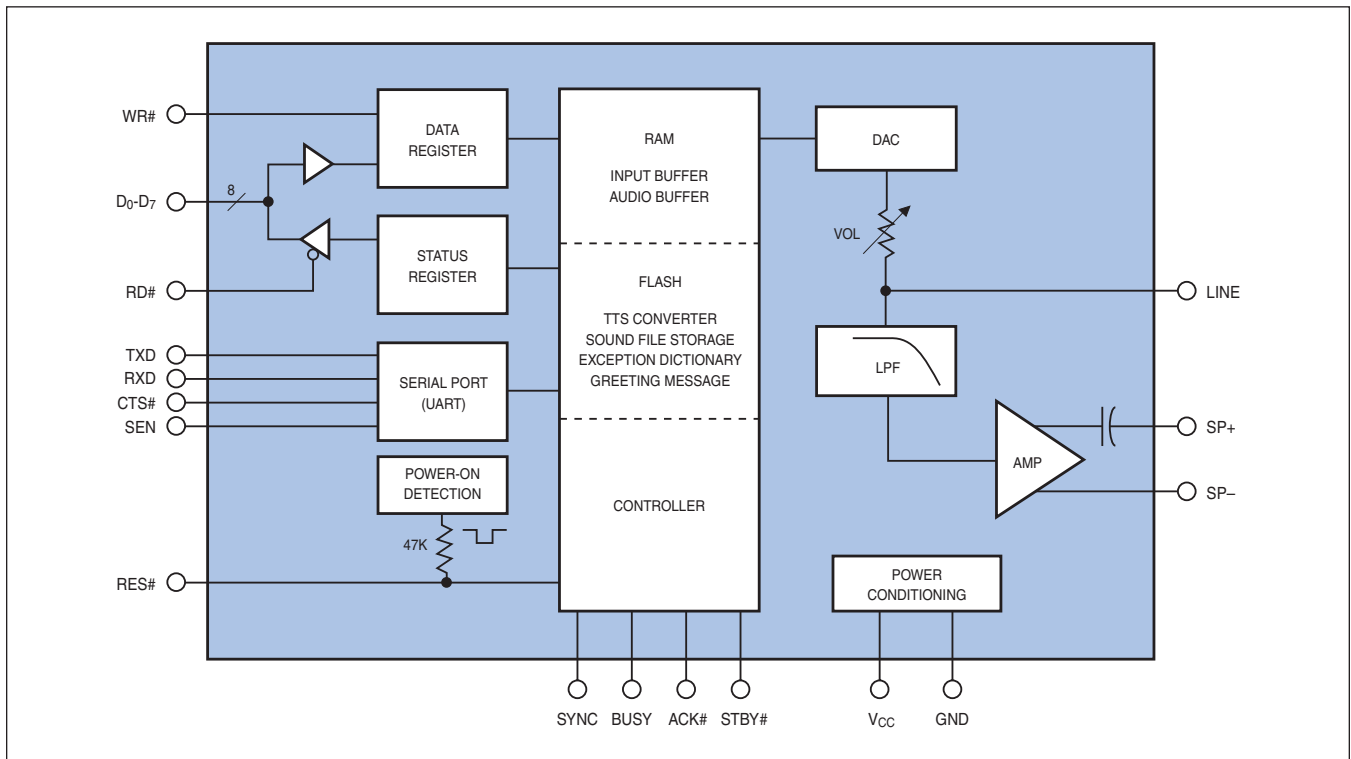 WR#
D0-D7
8
RD#
TXD
RXD
CTS#
SEN
RES#
DATA
REGISTER
STATUS
REGISTER
SERIAL PORT
(UART)
POWER-ON
DETECTION
47K
RAM
INPUT BUFFER
AUDIO BUFFER
FLASH
TTS CONVERTER
SOUND FILE STORAGE
EXCEPTION DICTIONARY
GREETING MESSAGE
CONTROLLER
DAC
VOL
LPF
AMP
POWER
CONDITIONING
LINE
SP+
SP–
SYNC
BUSY
ACK#
STBY#
VCC
GND